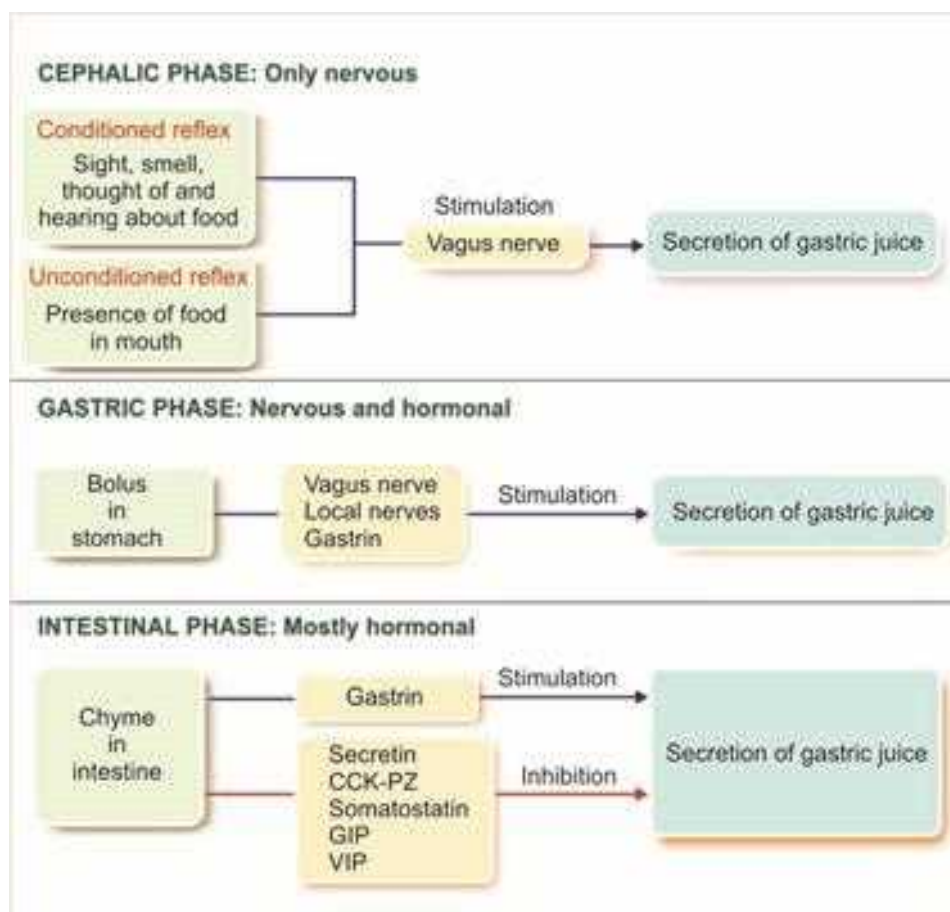 CEPHALIC PHASE: Only nervous
Conditioned reflex
Sight, smell,
thought of and
hearing about food
Unconditioned reflex
Presence of food
in mouth
Stimulation
Vagus nerve
Secretion of gastric juice
GASTRIC PHASE: Nervous and hormonal
Bolus
in
stomach
Vagus nerve
Local nerves
Gastrin
Stimulation
Secretion of gastric juice
INTESTINAL PHASE: Mostly hormonal
Chyme
in
intestine
Gastrin
Stimulation
Secretin
CCK-PZ
Somatostatin
GIP
VIP
Inhibition
Secretion of gastric juice